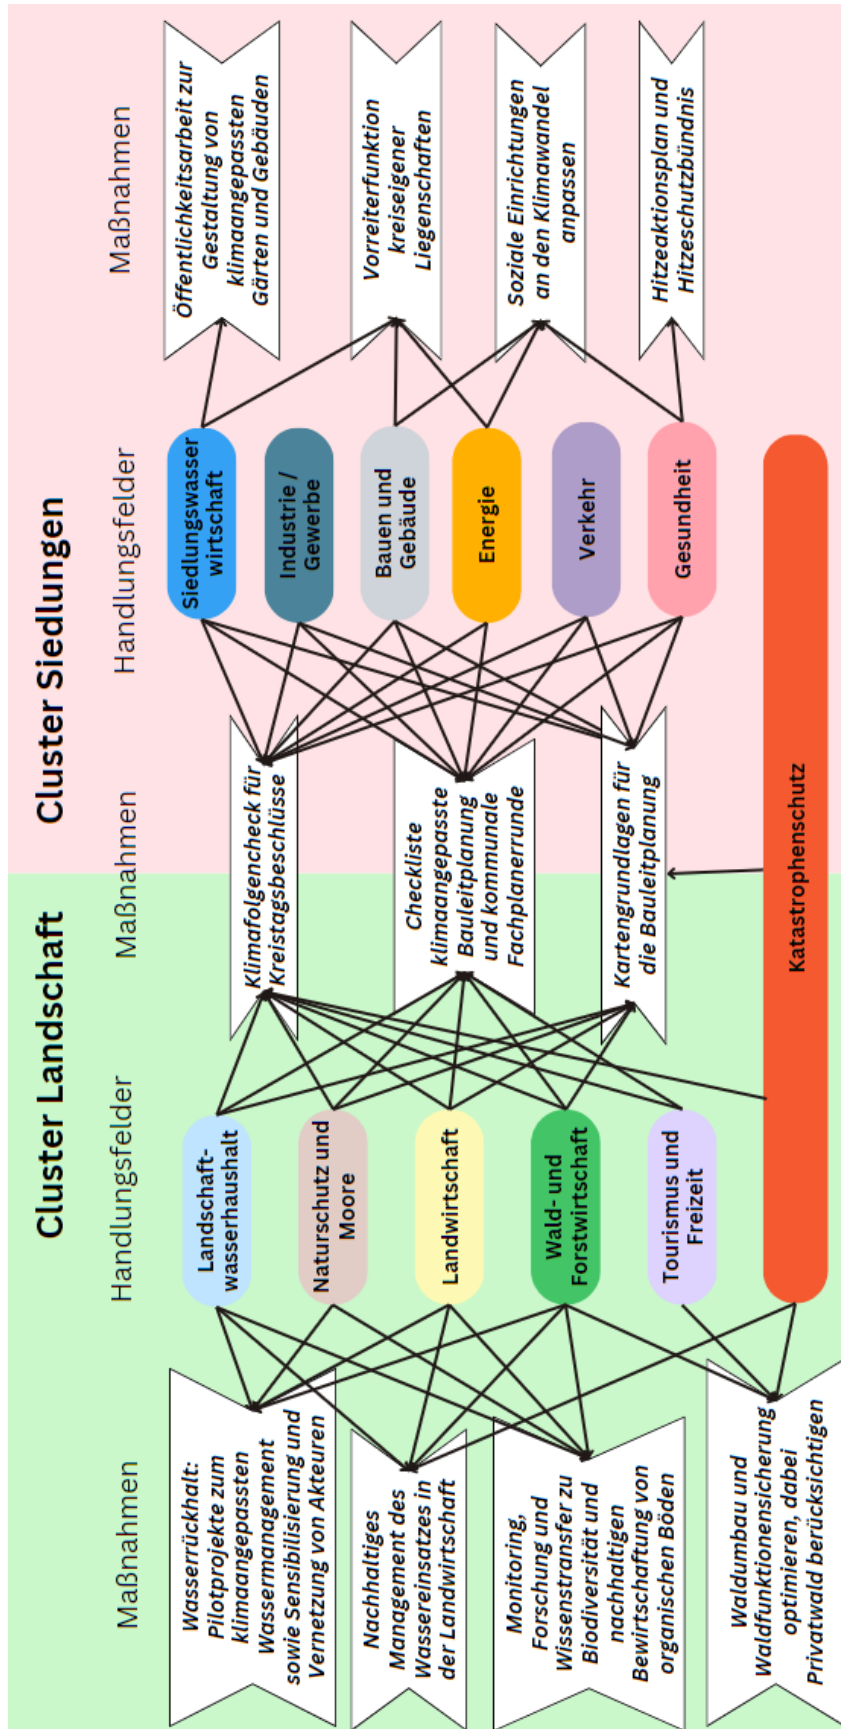 Cluster Landschaft
Cluster Siedlungen
Maßnahmen
Handlungsfelder
Maßnahmen
Handlungsfelder
Maßnahmen
Wasserrückhalt:
Pilotprojekte zum
klimaangepassten
Wassermanagement
sowie Sensibilisierung und
Vernetzung von Akteuren
Nachhaltiges
Management des
Wassereinsatzes in
der Landwirtschaft
Monitoring,
Forschung und
Wissenstransfer zu
Biodiversität und
nachhaltigen
Bewirtschaftung von
organischen Böden
Waldumbau und
Waldfunktionensicherung
optimieren, dabei
Privatwald berücksichtigen
Landschaft-
wasserhaushalt
Naturschutz und
Moore
Landwirtschaft
Wald- und
Forstwirtschaft
Tourismus und
Freizeit
Klimafolgencheck für
Kreistagsbeschlüsse
Checkliste
klimaangepasste
Bauleitplanung
und kommunale
Fachplanerrunde
Kartengrundlagen für
die Bauleitplanung
Siedlungswasser
wirtschaft
Industrie /
Gewerbe
Bauen und
Gebäude
Energie
Verkehr
Gesundheit
Öffentlichkeitsarbeit zur
Gestaltung von
klimaangepassten
Gärten und Gebäuden
Vorreiterfunktion
kreiseigener
Liegenschaften
Soziale Einrichtungen
an den Klimawandel
anpassen
Hitzeaktionsplan und
Hitzeschutzbündnis
Katastrophenschutz